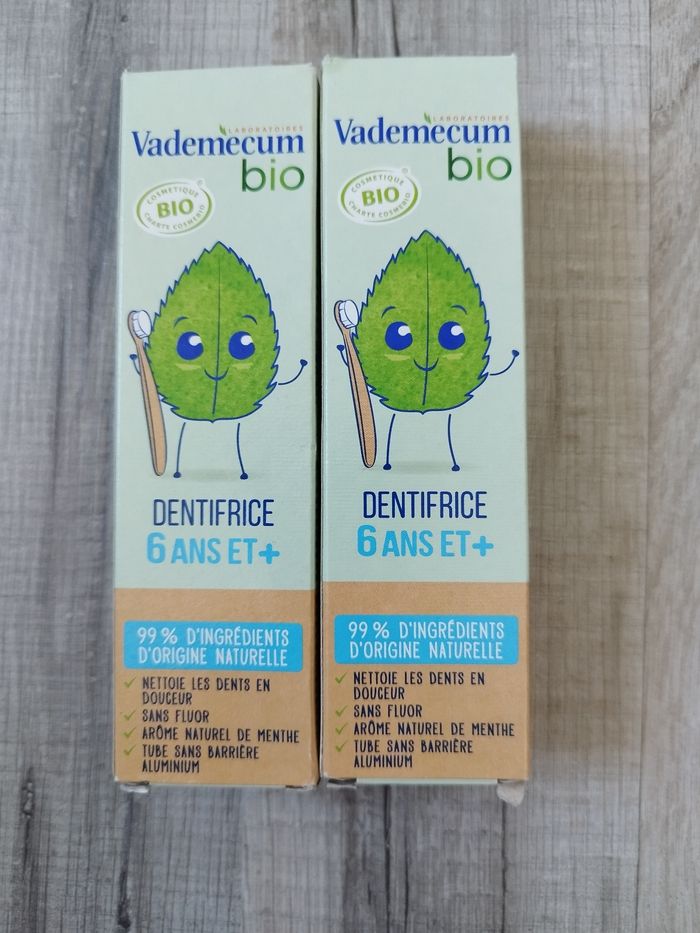 LABORATOIRES
Vademecum
bio
COSMETIQUE
BIO
CHARTE COSMEBIO
DENTIFRICE
6 ANS ET+
99 % D'INGRÉDIENTS
D'ORIGINE NATURELLE
NETTOIE LES DENTS EN
DOUCEUR
SANS FLUOR
ARÔME NATUREL DE MENTHE
TUBE SANS BARRIÈRE
ALUMINIUM
LABORATOIRES
Vademecum
bio
COSMETIQUE
BIO
CHARTE COSMEBIO
DENTIFRICE
6 ANS ET+
99 % D'INGRÉDIENTS
D'ORIGINE NATURELLE
NETTOIE LES DENTS EN
DOUCEUR
SANS FLUOR
ARÔME NATUREL DE MENTHE
TUBE SANS BARRIÈRE
ALUMINIUM